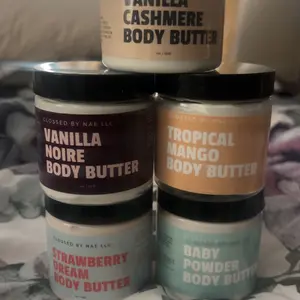 VANILLA
CASHMERE
BODY BUTTER
VANILLA
NOIRE
BODY BUTTER
TROPICAL
MANGO
BODY BUTTER
STRAWBERRY
DREAM
BODY BUTTER
BABY
POWDER
BODY BUTTER